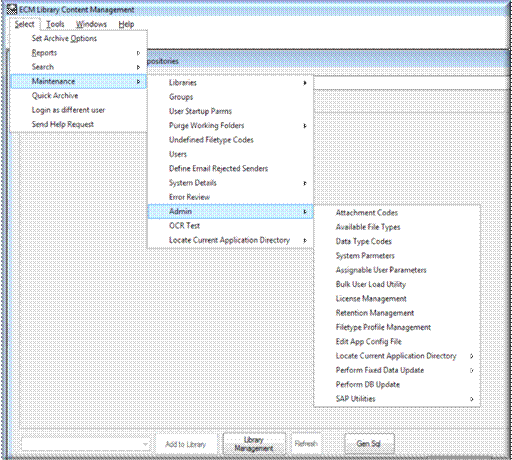 ECM Library Content Management
Select Tools Windows Help
Set Archive Options
Reports
Search
Maintenance
Quick Archive
Login as different user
Send Help Request
positories
Libraries
Groups
User Startup Parms
Purge Working Folders
Undefined Filetype Codes
Users
Define Email Rejected Senders
System Details
Error Review
Admin
OCR Test
Locate Current Application Directory
Attachment Codes
Available File Types
Data Type Codes
System Parmeters
Assignable User Parameters
Bulk User Load Utility
License Management
Retention Management
Filetype Profile Management
Edit App Config File
Locate Current Application Directory
Perform Fixed Data Update
Perform DB Update
SAP Utilities
Add to Library
Library Management
Refresh
Gen Sql